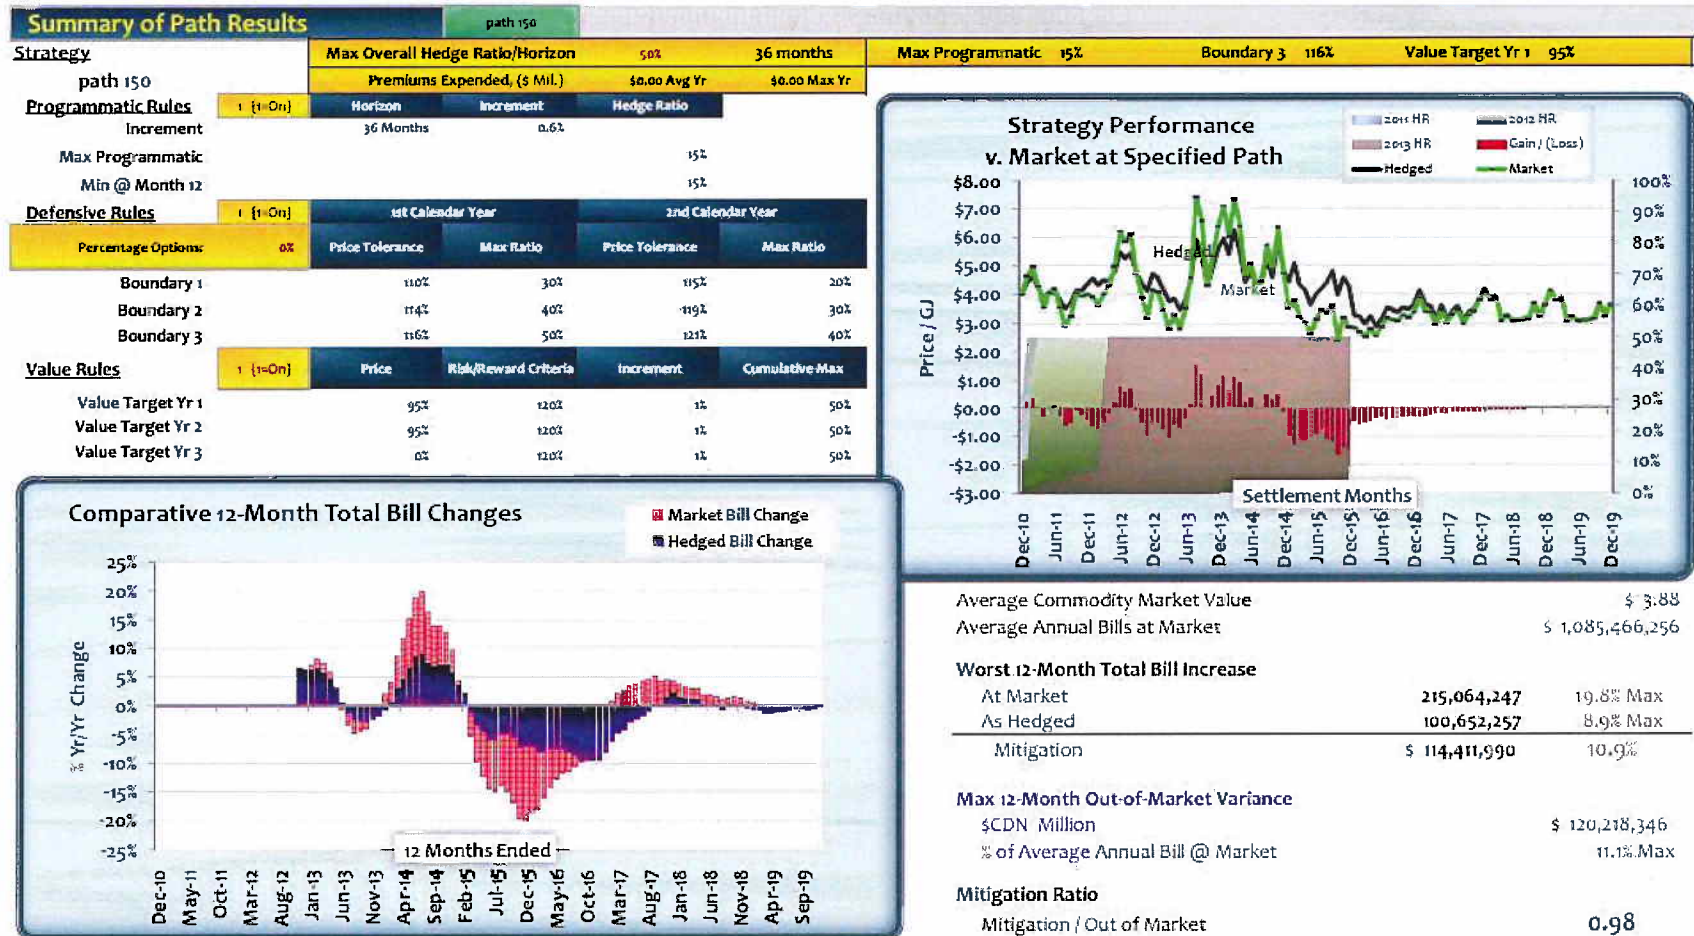 Summary of Path Results
path 150
Strategy
Max Overall Hedge Ratio/Horizon 50% 36 months
Max Programmatic 15% Boundary 3 116% Value Target Yr 1 95%
path 150
Premiums Expended, ($ Mil.) $0.00 Avg Yr $0.00 Max Yr
Programmatic Rules 1 {1=On} Horizon Increment Hedge Ratio
Increment 36 Months 0.6%
Max Programmatic 15%
Min @ Month 12 15%
Defensive Rules 1 {1=On} 1st Calendar Year 2nd Calendar Year
Percentage Options: 0% Price Tolerance Max Ratio Price Tolerance Max Ratio
Boundary 1 110% 30% 115% 20%
Boundary 2 114% 40% 119% 30%
Boundary 3 116% 50% 121% 40%
Value Rules 1 {1=On} Price Risk/Reward Criteria Increment Cumulative Max
Value Target Yr 1 95% 120% 1% 50%
Value Target Yr 2 95% 120% 1% 50%
Value Target Yr 3 0% 120% 1% 50%
Strategy Performance
v. Market at Specified Path
2011 HR 2012 HR
2013 HR Gain / (Loss)
Hedged Market
$8.00 100%
$7.00 90%
$6.00 80%
$5.00 70%
$4.00 60%
$3.00 50%
$2.00 40%
$1.00 30%
$0.00 20%
-$1.00 10%
-$2.00 0%
-$3.00
Price / GJ
Hedged
Market
Settlement Months
Dec-10 Jun-11 Dec-11 Jun-12 Dec-12 Jun-13 Dec-13 Jun-14 Dec-14 Jun-15 Dec-15 Jun-16 Dec-16 Jun-17 Dec-17 Jun-18 Dec-18 Jun-19 Dec-19
Comparative 12-Month Total Bill Changes
Market Bill Change
Hedged Bill Change
25%
20%
15%
10%
5%
0%
-5%
-10%
-15%
-20%
-25%
% Yr/Yr Change
12 Months Ended
Dec-10 May-11 Oct-11 Mar-12 Aug-12 Jan-13 Jun-13 Nov-13 Apr-14 Sep-14 Feb-15 Jul-15 Dec-15 May-16 Oct-16 Mar-17 Aug-17 Jan-18 Jun-18 Nov-18 Apr-19 Sep-19
Average Commodity Market Value $ 3.88
Average Annual Bills at Market $ 1,085,466,256
Worst 12-Month Total Bill Increase
At Market 215,064,247 19.8% Max
As Hedged 100,652,257 8.9% Max
Mitigation $ 114,411,990 10.9%
Max 12-Month Out-of-Market Variance
$CDN Million $ 120,218,346
% of Average Annual Bill @ Market 11.1% Max
Mitigation Ratio
Mitigation / Out of Market 0.98